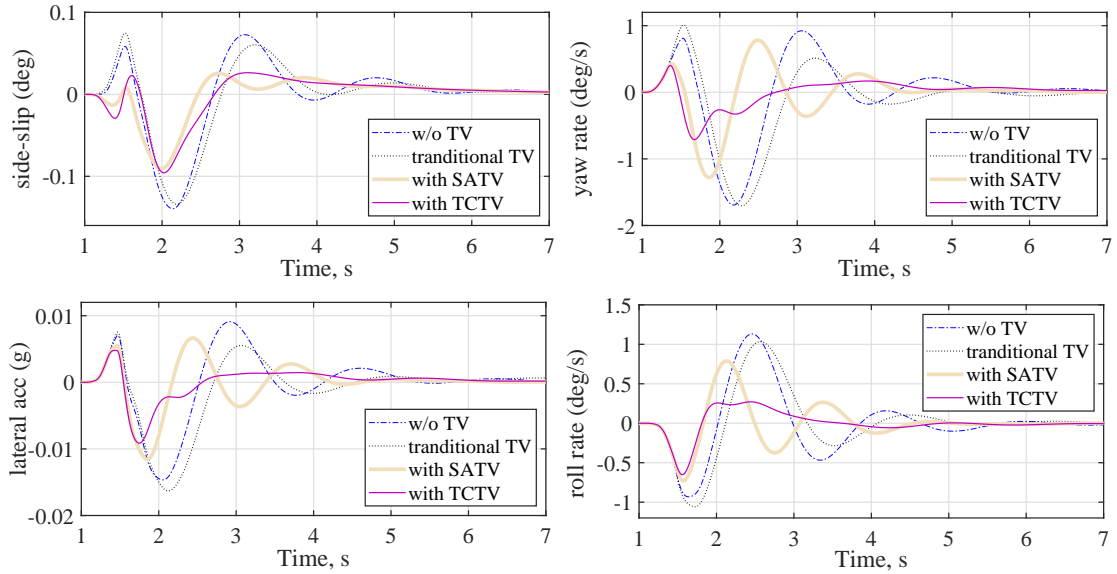 0.1
0
-0.1
side-slip (deg)
w/o TV
tranditional TV
with SATV
with TCTV
1 2 3 4 5 6 7
Time, s
1
0
-1
-2
yaw rate (deg/s)
w/o TV
tranditional TV
with SATV
with TCTV
1 2 3 4 5 6 7
Time, s
0.01
0
-0.01
-0.02
lateral acc (g)
w/o TV
tranditional TV
with SATV
with TCTV
1 2 3 4 5 6 7
Time, s
1.5
1
0.5
0
-0.5
-1
roll rate (deg/s)
w/o TV
tranditional TV
with SATV
with TCTV
1 2 3 4 5 6 7
Time, s